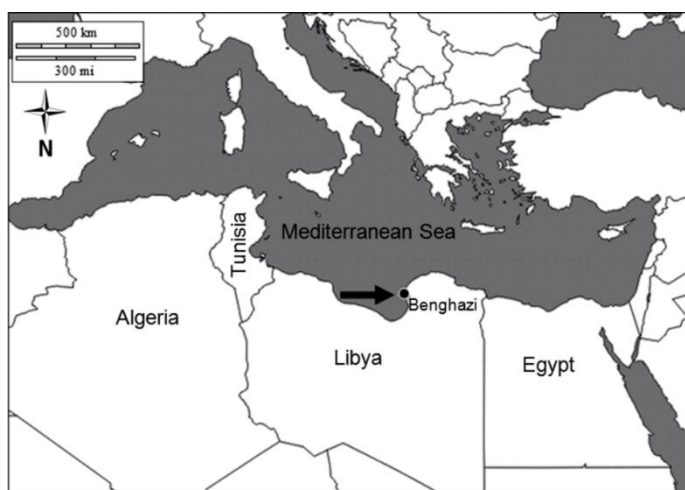 500 km
300 mi
N
Mediterranean Sea
Tunisia
Benghazi
Algeria
Libya
Egypt